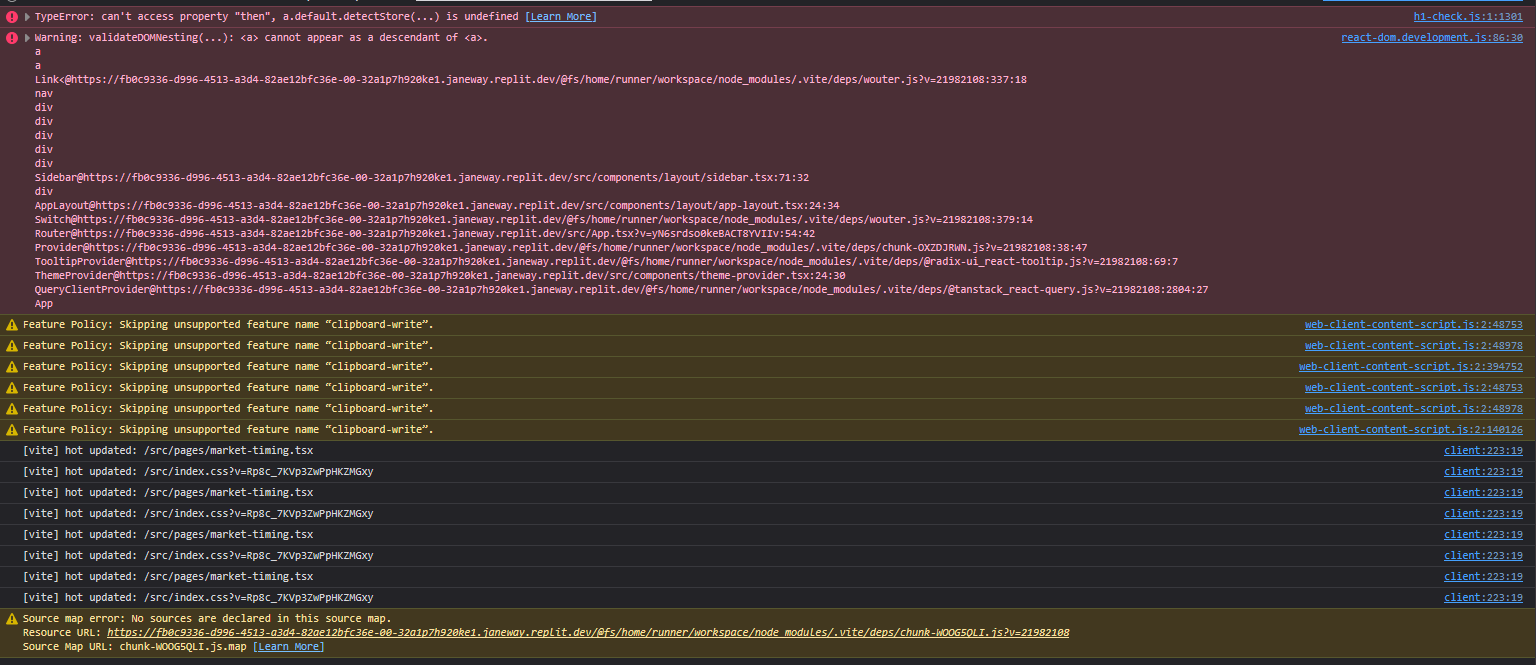 TypeError: can't access property "then", a.default.detectStore(...) is undefined [Learn More] h1-check.js:1:1301
Warning: validateDOMNesting(...): <a> cannot appear as a descendant of <a>. react-dom.development.js:86:30
a
a
Link<@https://fb0c9336-d996-4513-a3d4-82ae12bfc36e-00-32a1p7h920ke1.janeway.replit.dev/@fs/home/runner/workspace/node_modules/.vite/deps/wouter.js?v=21982108:337:18
nav
div
div
div
div
div
Sidebar@https://fb0c9336-d996-4513-a3d4-82ae12bfc36e-00-32a1p7h920ke1.janeway.replit.dev/src/components/layout/sidebar.tsx:71:32
div
AppLayout@https://fb0c9336-d996-4513-a3d4-82ae12bfc36e-00-32a1p7h920ke1.janeway.replit.dev/src/components/layout/app-layout.tsx:24:34
Switch@https://fb0c9336-d996-4513-a3d4-82ae12bfc36e-00-32a1p7h920ke1.janeway.replit.dev/@fs/home/runner/workspace/node_modules/.vite/deps/wouter.js?v=21982108:379:14
Router@https://fb0c9336-d996-4513-a3d4-82ae12bfc36e-00-32a1p7h920ke1.janeway.replit.dev/src/App.tsx?v=yN6srdso0keBACT8YVIIv:54:42
Provider@https://fb0c9336-d996-4513-a3d4-82ae12bfc36e-00-32a1p7h920ke1.janeway.replit.dev/@fs/home/runner/workspace/node_modules/.vite/deps/chunk-OXZDJRWN.js?v=21982108:38:47
TooltipProvider@https://fb0c9336-d996-4513-a3d4-82ae12bfc36e-00-32a1p7h920ke1.janeway.replit.dev/@fs/home/runner/workspace/node_modules/.vite/deps/@radix-ui_react-tooltip.js?v=21982108:69:7
ThemeProvider@https://fb0c9336-d996-4513-a3d4-82ae12bfc36e-00-32a1p7h920ke1.janeway.replit.dev/src/components/theme-provider.tsx:24:30
QueryClientProvider@https://fb0c9336-d996-4513-a3d4-82ae12bfc36e-00-32a1p7h920ke1.janeway.replit.dev/@fs/home/runner/workspace/node_modules/.vite/deps/@tanstack_react-query.js?v=21982108:2804:27
App
Feature Policy: Skipping unsupported feature name “clipboard-write”. web-client-content-script.js:2:48753
Feature Policy: Skipping unsupported feature name “clipboard-write”. web-client-content-script.js:2:48978
Feature Policy: Skipping unsupported feature name “clipboard-write”. web-client-content-script.js:2:394752
Feature Policy: Skipping unsupported feature name “clipboard-write”. web-client-content-script.js:2:48753
Feature Policy: Skipping unsupported feature name “clipboard-write”. web-client-content-script.js:2:48978
Feature Policy: Skipping unsupported feature name “clipboard-write”. web-client-content-script.js:2:140126
[vite] hot updated: /src/pages/market-timing.tsx client:223:19
[vite] hot updated: /src/index.css?v=Rp8c_7KVp3ZwPpHKZMGxy client:223:19
[vite] hot updated: /src/pages/market-timing.tsx client:223:19
[vite] hot updated: /src/index.css?v=Rp8c_7KVp3ZwPpHKZMGxy client:223:19
[vite] hot updated: /src/pages/market-timing.tsx client:223:19
[vite] hot updated: /src/index.css?v=Rp8c_7KVp3ZwPpHKZMGxy client:223:19
[vite] hot updated: /src/pages/market-timing.tsx client:223:19
[vite] hot updated: /src/index.css?v=Rp8c_7KVp3ZwPpHKZMGxy client:223:19
Source map error: No sources are declared in this source map.
Resource URL: https://fb0c9336-d996-4513-a3d4-82ae12bfc36e-00-32a1p7h920ke1.janeway.replit.dev/@fs/home/runner/workspace/node_modules/.vite/deps/chunk-WOOG5QLI.js?v=21982108
Source Map URL: chunk-WOOG5QLI.js.map [Learn More]